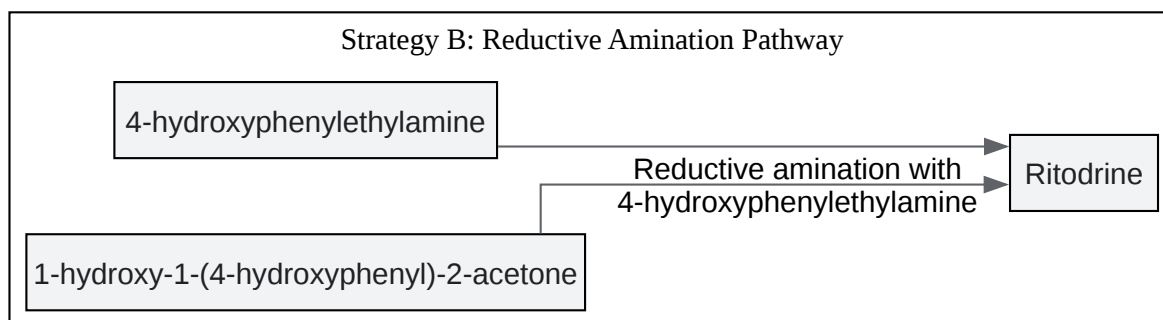 Strategy B: Reductive Amination Pathway
4-hydroxyphenylethylamine
Reductive amination with
4-hydroxyphenylethylamine
Ritodrine
1-hydroxy-1-(4-hydroxyphenyl)-2-acetone